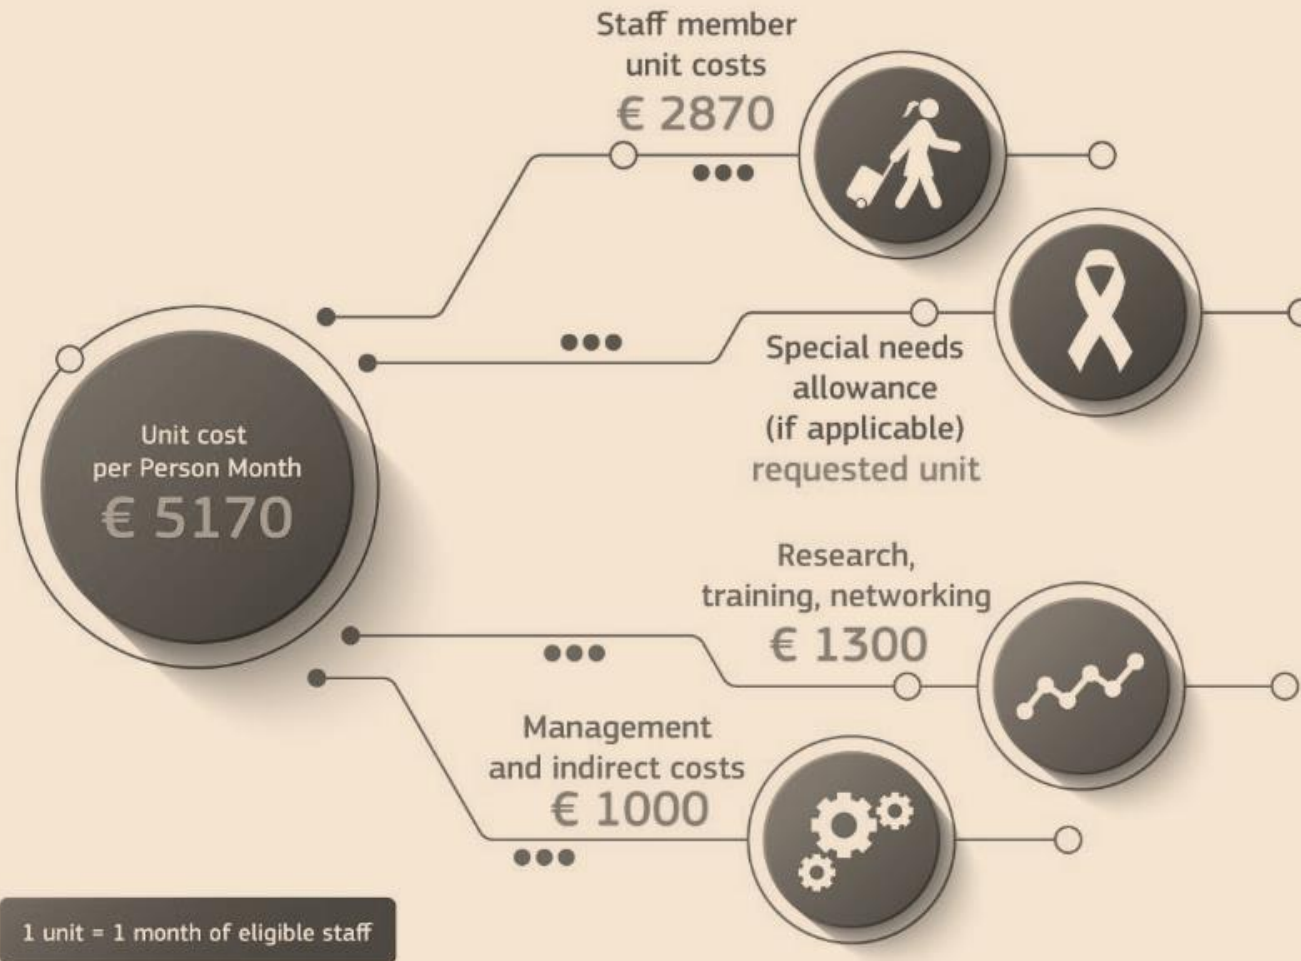 Staff member
unit costs
€ 2870
Special needs
allowance
(if applicable)
requested unit
Unit cost
per Person Month
€ 5170
Research,
training, networking
€ 1300
Management
and indirect costs
€ 1000
1 unit = 1 month of eligible staff